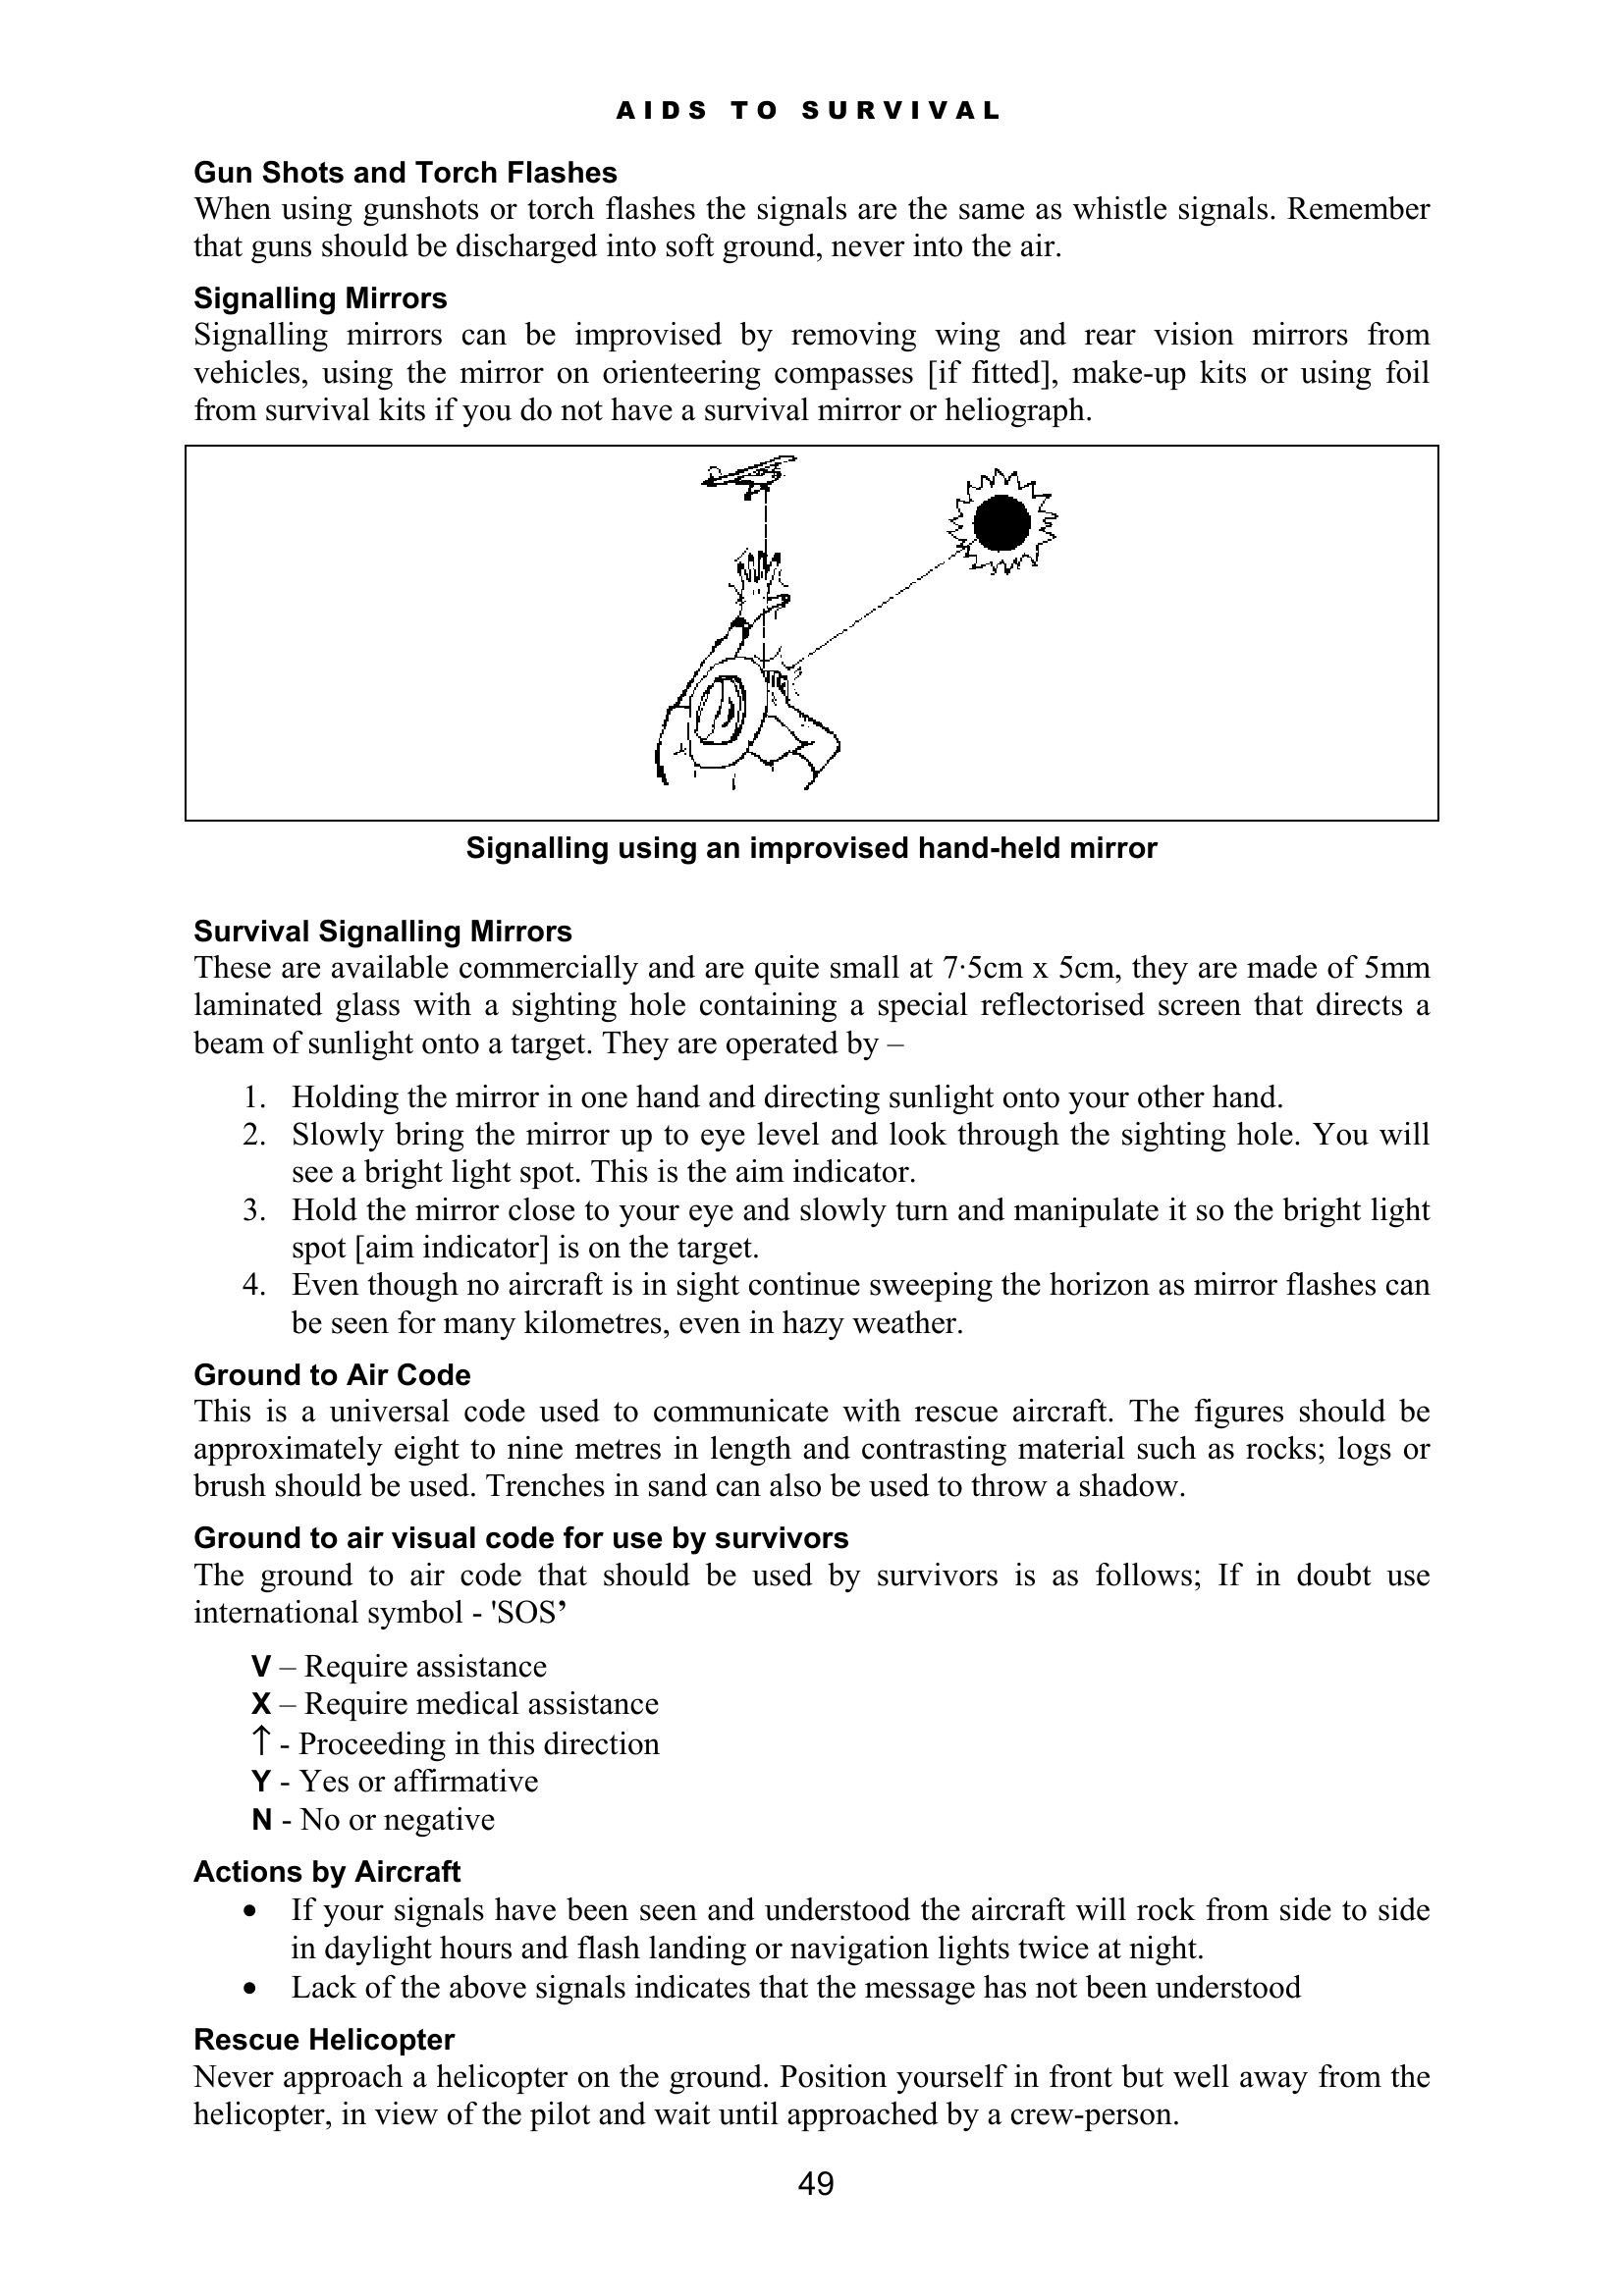 AIDS TO SURVIVAL
Gun Shots and Torch Flashes
When using gunshots or torch flashes the signals are the same as whistle signals. Remember
that guns should be discharged into soft ground, never into the air.
Signalling Mirrors
Signalling mirrors can be improvised by removing wing and rear vision mirrors from
vehicles, using the mirror on orienteering compasses [if fitted], make-up kits or using foil
from survival kits if you do not have a survival mirror or heliograph.
Signalling using an improvised hand-held mirror
Survival Signalling Mirrors
These are available commercially and are quite small at 7·5cm x 5cm, they are made of 5mm
laminated glass with a sighting hole containing a special reflectorised screen that directs a
beam of sunlight onto a target. They are operated by –
1. Holding the mirror in one hand and directing sunlight onto your other hand.
2. Slowly bring the mirror up to eye level and look through the sighting hole. You will
see a bright light spot. This is the aim indicator.
3. Hold the mirror close to your eye and slowly turn and manipulate it so the bright light
spot [aim indicator] is on the target.
4. Even though no aircraft is in sight continue sweeping the horizon as mirror flashes can
be seen for many kilometres, even in hazy weather.
Ground to Air Code
This is a universal code used to communicate with rescue aircraft. The figures should be
approximately eight to nine metres in length and contrasting material such as rocks; logs or
brush should be used. Trenches in sand can also be used to throw a shadow.
Ground to air visual code for use by survivors
The ground to air code that should be used by survivors is as follows; If in doubt use
international symbol - 'SOS’
V – Require assistance
X – Require medical assistance
↑ - Proceeding in this direction
Y - Yes or affirmative
N - No or negative
Actions by Aircraft
• If your signals have been seen and understood the aircraft will rock from side to side
in daylight hours and flash landing or navigation lights twice at night.
• Lack of the above signals indicates that the message has not been understood
Rescue Helicopter
Never approach a helicopter on the ground. Position yourself in front but well away from the
helicopter, in view of the pilot and wait until approached by a crew-person.
49